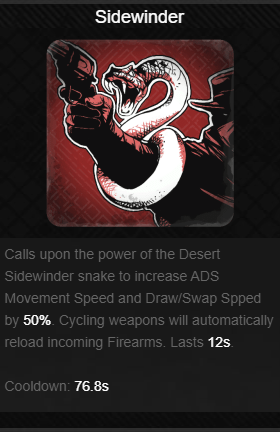 Sidewinder
Calls upon the power of the Desert
Sidewinder snake to increase ADS
Movement Speed and Draw/Swap Spped
by 50%. Cycling weapons will automatically
reload incoming Firearms. Lasts 12s.
Cooldown: 76.8s